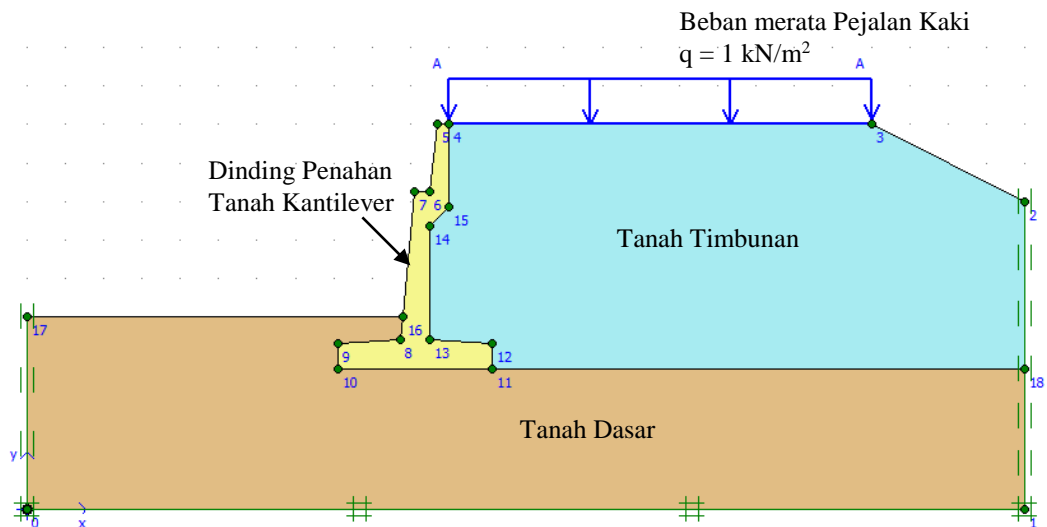 Beban merata Pejalan Kaki
q = 1 kN/m²
A A
5 4 3
Dinding Penahan
Tanah Kantilever
7 6 15 2
14
Tanah Timbunan
17 16
9 8 13 12
10 11 18
Tanah Dasar
y
0 x 1